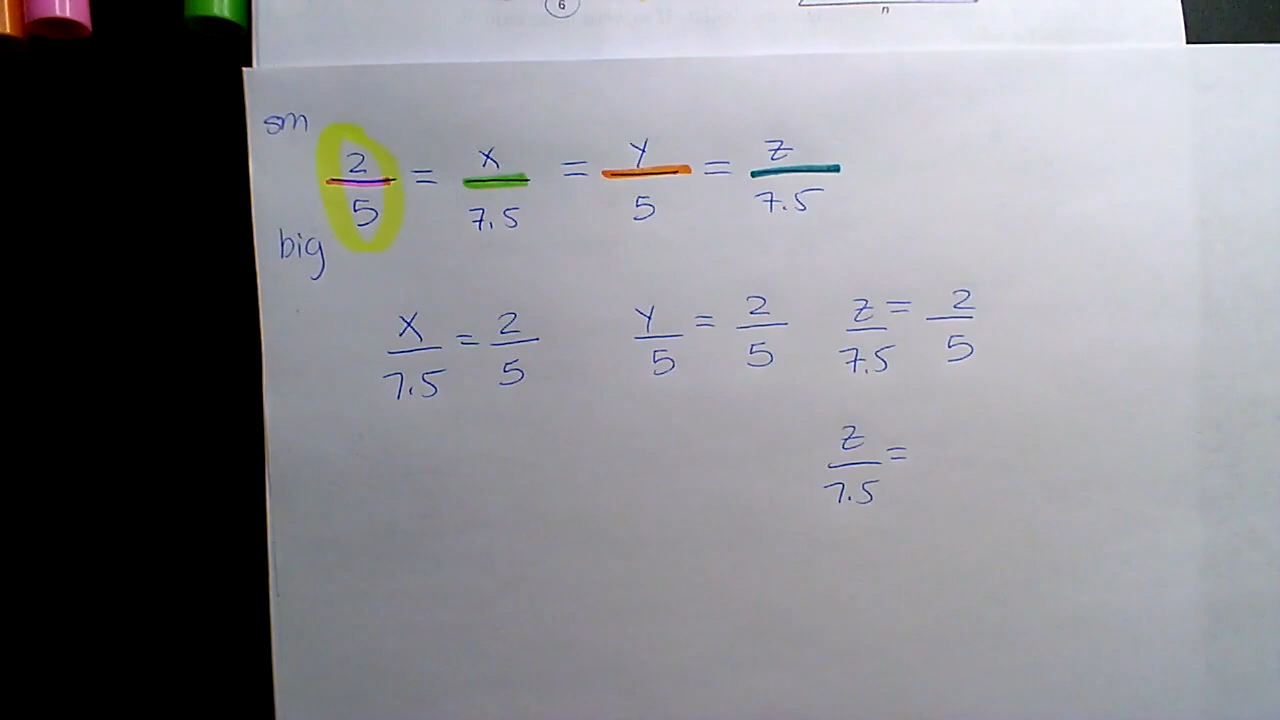 6
n
sm
2/5 = x/7.5 = y/5 = z/7.5
big
x/7.5 = 2/5   y/5 = 2/5   z/7.5 = 2/5
z/7.5 =